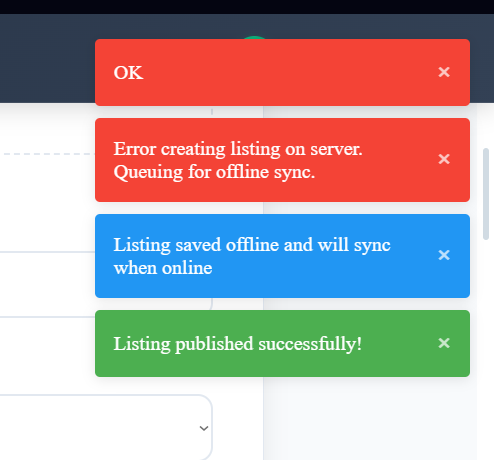 OK
Error creating listing on server.
Queuing for offline sync.
Listing saved offline and will sync
when online
Listing published successfully!